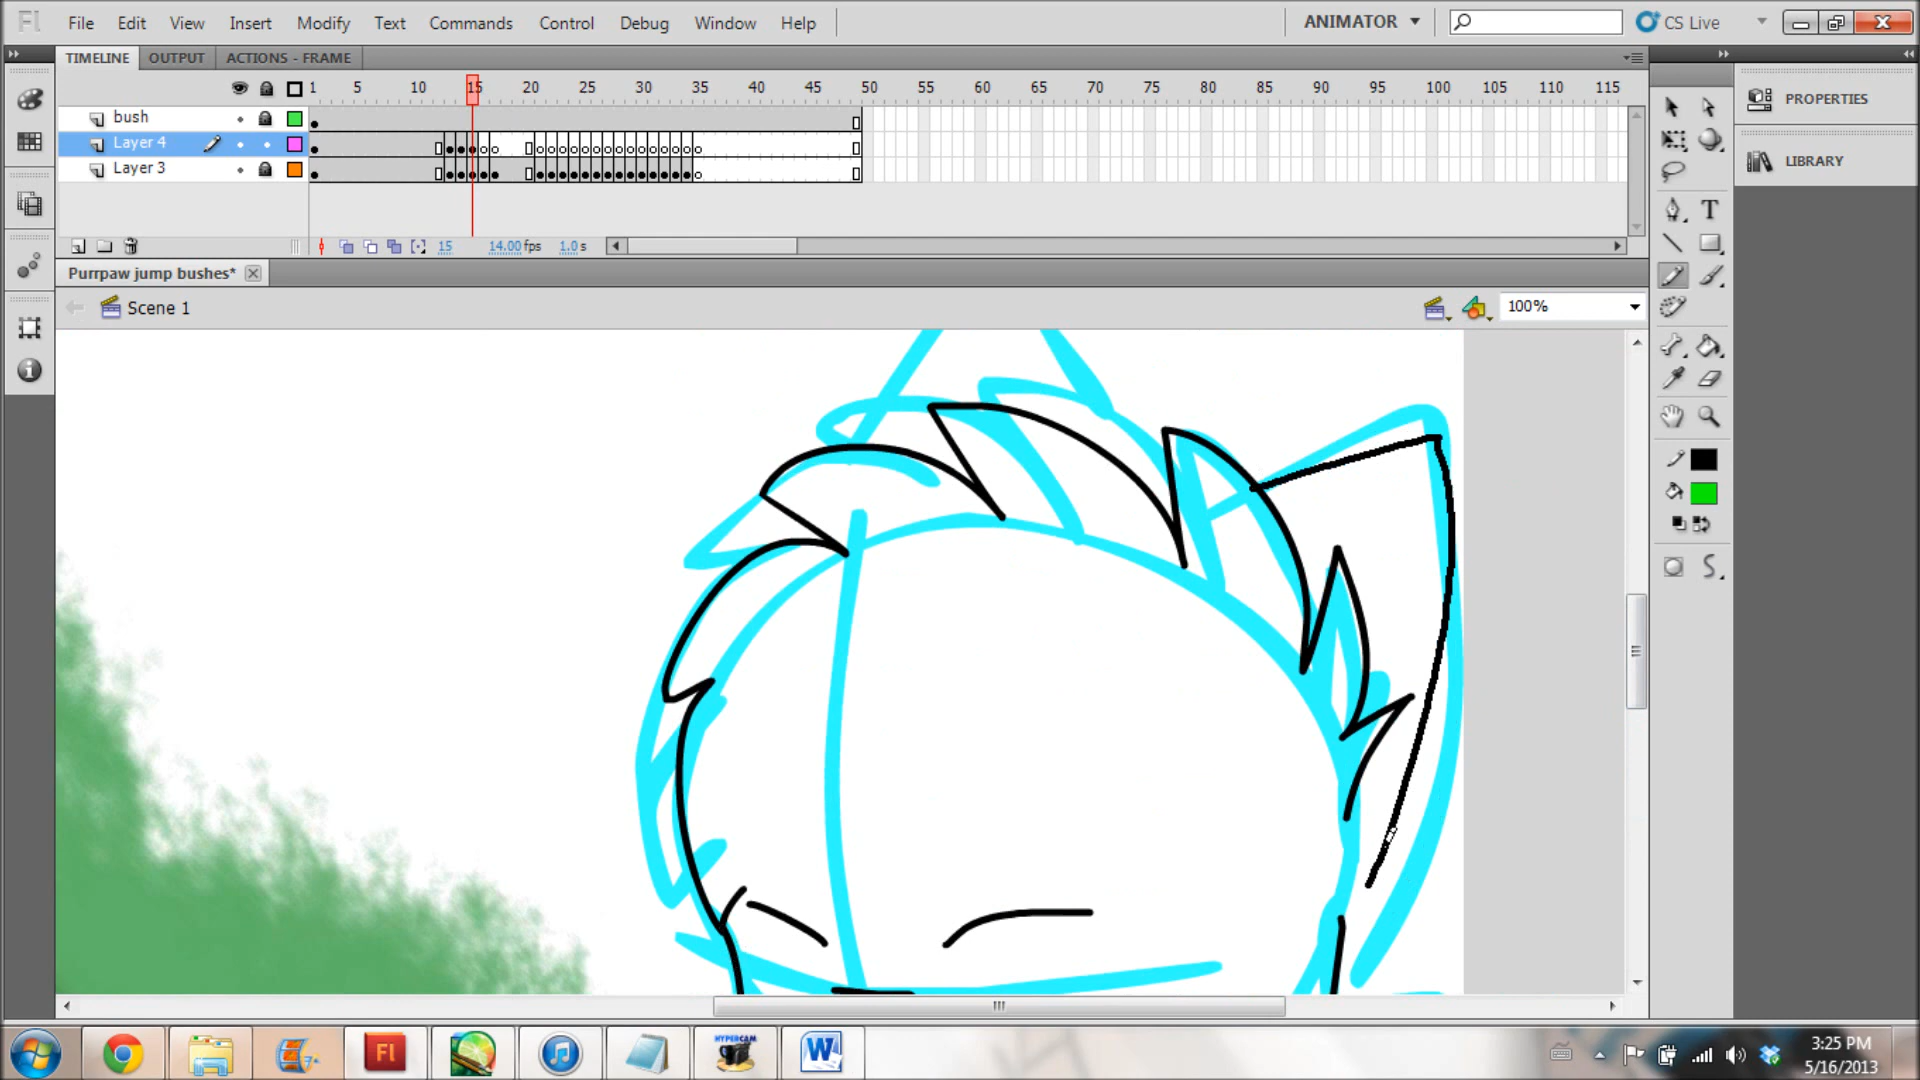 Fl File Edit View Insert Modify Text Commands Control Debug Window Help ANIMATOR CS Live
TIMELINE OUTPUT ACTIONS - FRAME
1 5 10 15 20 25 30 35 40 45 50 55 60 65 70 75 80 85 90 95 100 105 110 115
bush
Layer 4
Layer 3
15 14.00 fps 1.0 s
PROPERTIES
LIBRARY
T
Purrpaw jump bushes*
Scene 1 100%
Fl HYPERCAM W
3:25 PM
5/16/2013